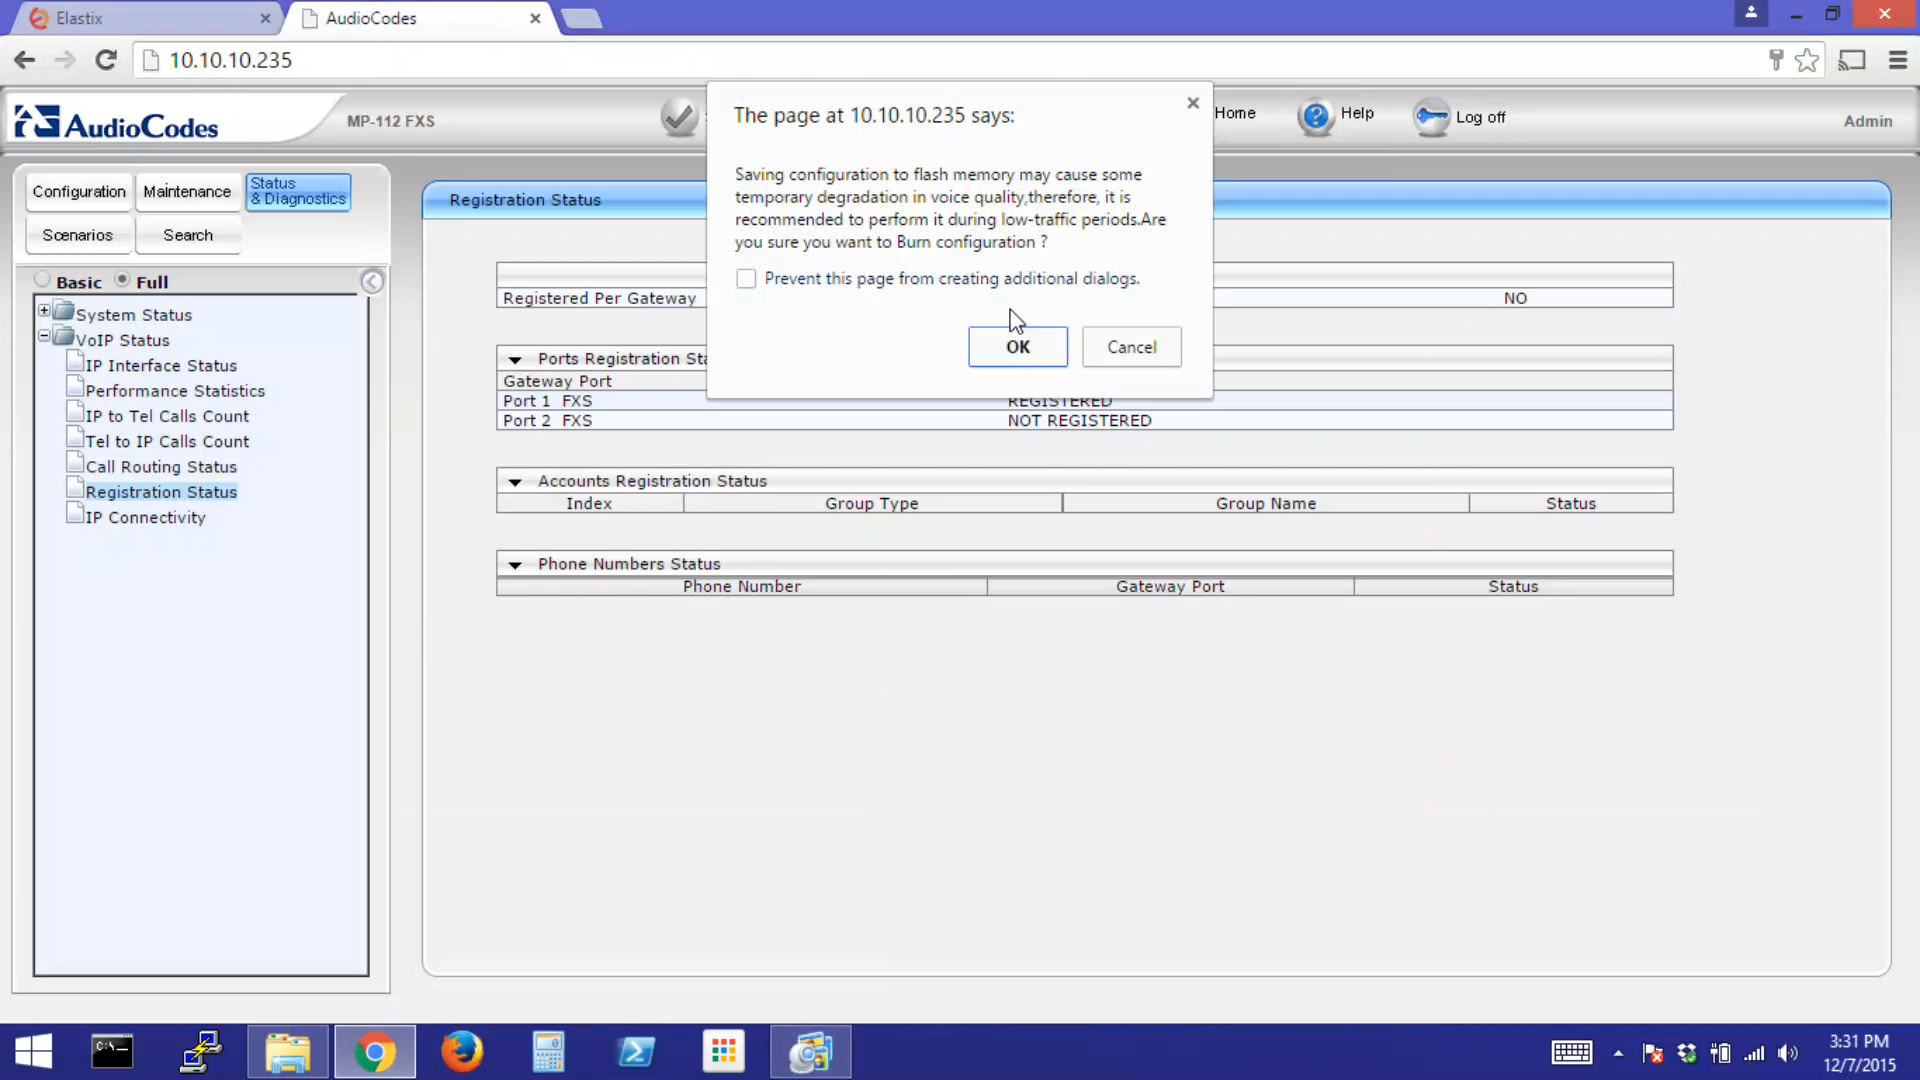 Elastix
AudioCodes
10.10.10.235
AudioCodes
MP-112 FXS
Home
Help
Log off
Admin
The page at 10.10.10.235 says:
Saving configuration to flash memory may cause some
temporary degradation in voice quality,therefore, it is
recommended to perform it during low-traffic periods.Are
you sure you want to Burn configuration ?
Prevent this page from creating additional dialogs.
OK
Cancel
Configuration
Maintenance
Status
& Diagnostics
Scenarios
Search
Basic
Full
System Status
VoIP Status
IP Interface Status
Performance Statistics
IP to Tel Calls Count
Tel to IP Calls Count
Call Routing Status
Registration Status
IP Connectivity
Registration Status
Registered Per Gateway NO
Ports Registration Sta
Gateway Port
Port 1 FXS REGISTERED
Port 2 FXS NOT REGISTERED
Accounts Registration Status
Index Group Type Group Name Status
Phone Numbers Status
Phone Number Gateway Port Status
3:31 PM
12/7/2015